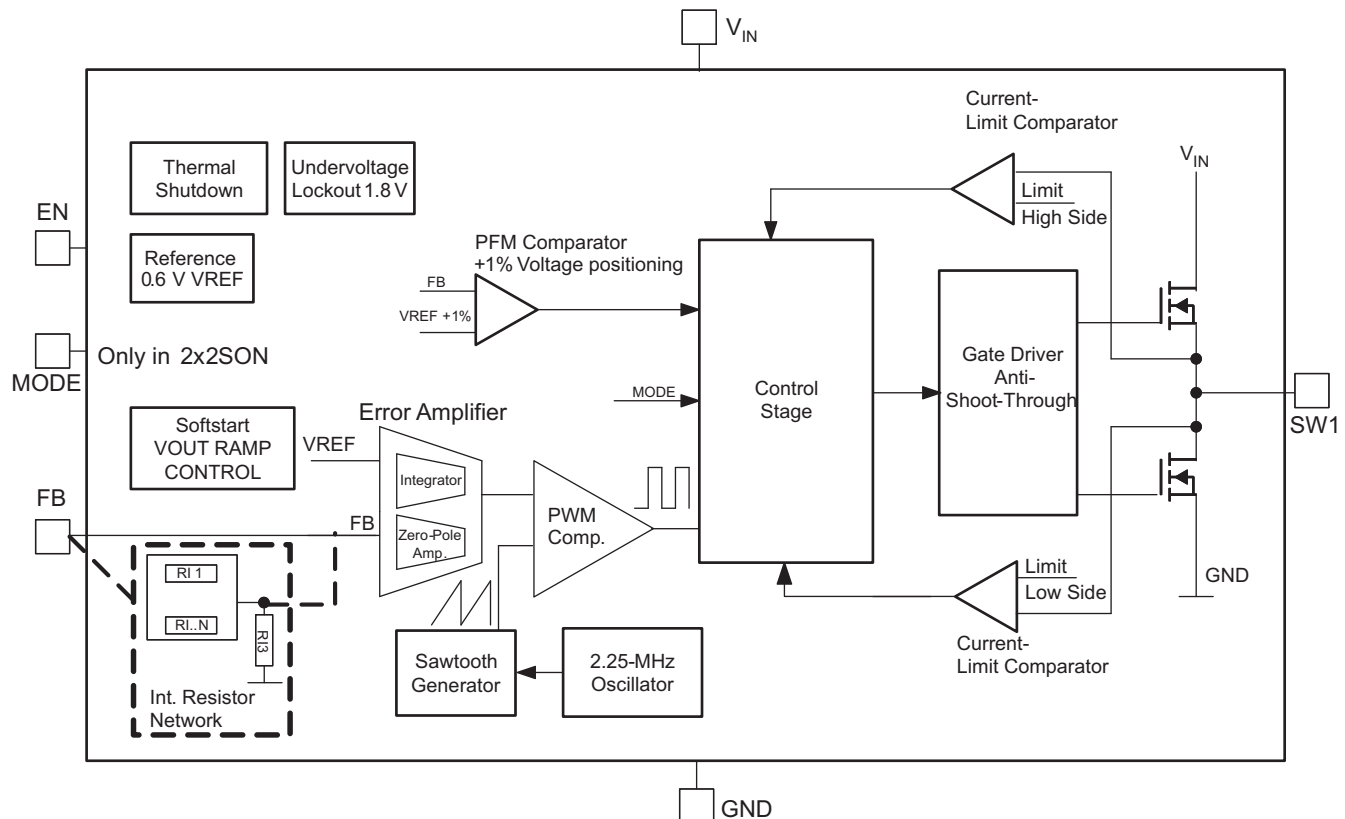 VIN
Current-
Limit Comparator
Thermal
Shutdown
Undervoltage
Lockout 1.8 V
VIN
Limit
High Side
EN
Reference
0.6 V VREF
PFM Comparator
+1% Voltage positioning
FB
VREF +1%
MODE
Only in 2x2SON
Gate Driver
Anti-
Shoot-Through
Control
Stage
MODE
SW1
Softstart
VOUT RAMP
CONTROL
Error Amplifier
VREF
Integrator
FB
FB
Zero-Pole
Amp.
PWM
Comp.
RI 1
RI..N
RI3
Int. Resistor
Network
Sawtooth
Generator
2.25-MHz
Oscillator
Limit
Low Side
GND
Current-
Limit Comparator
GND